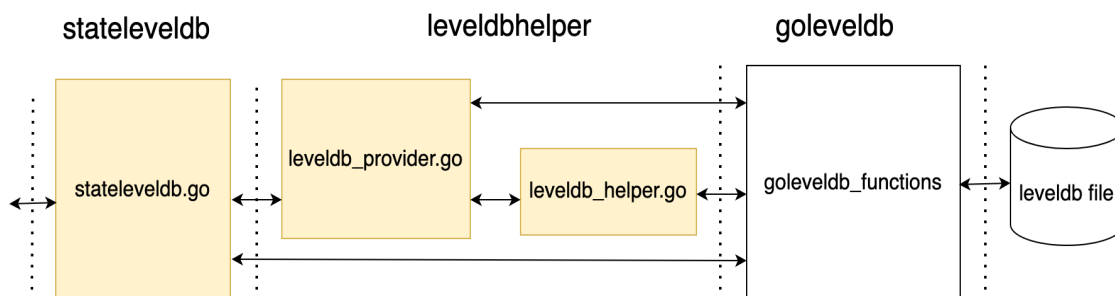 stateleveldb
leveldbhelper
goleveldb
stateleveldb.go
leveldb_provider.go
leveldb_helper.go
goleveldb_functions
leveldb file